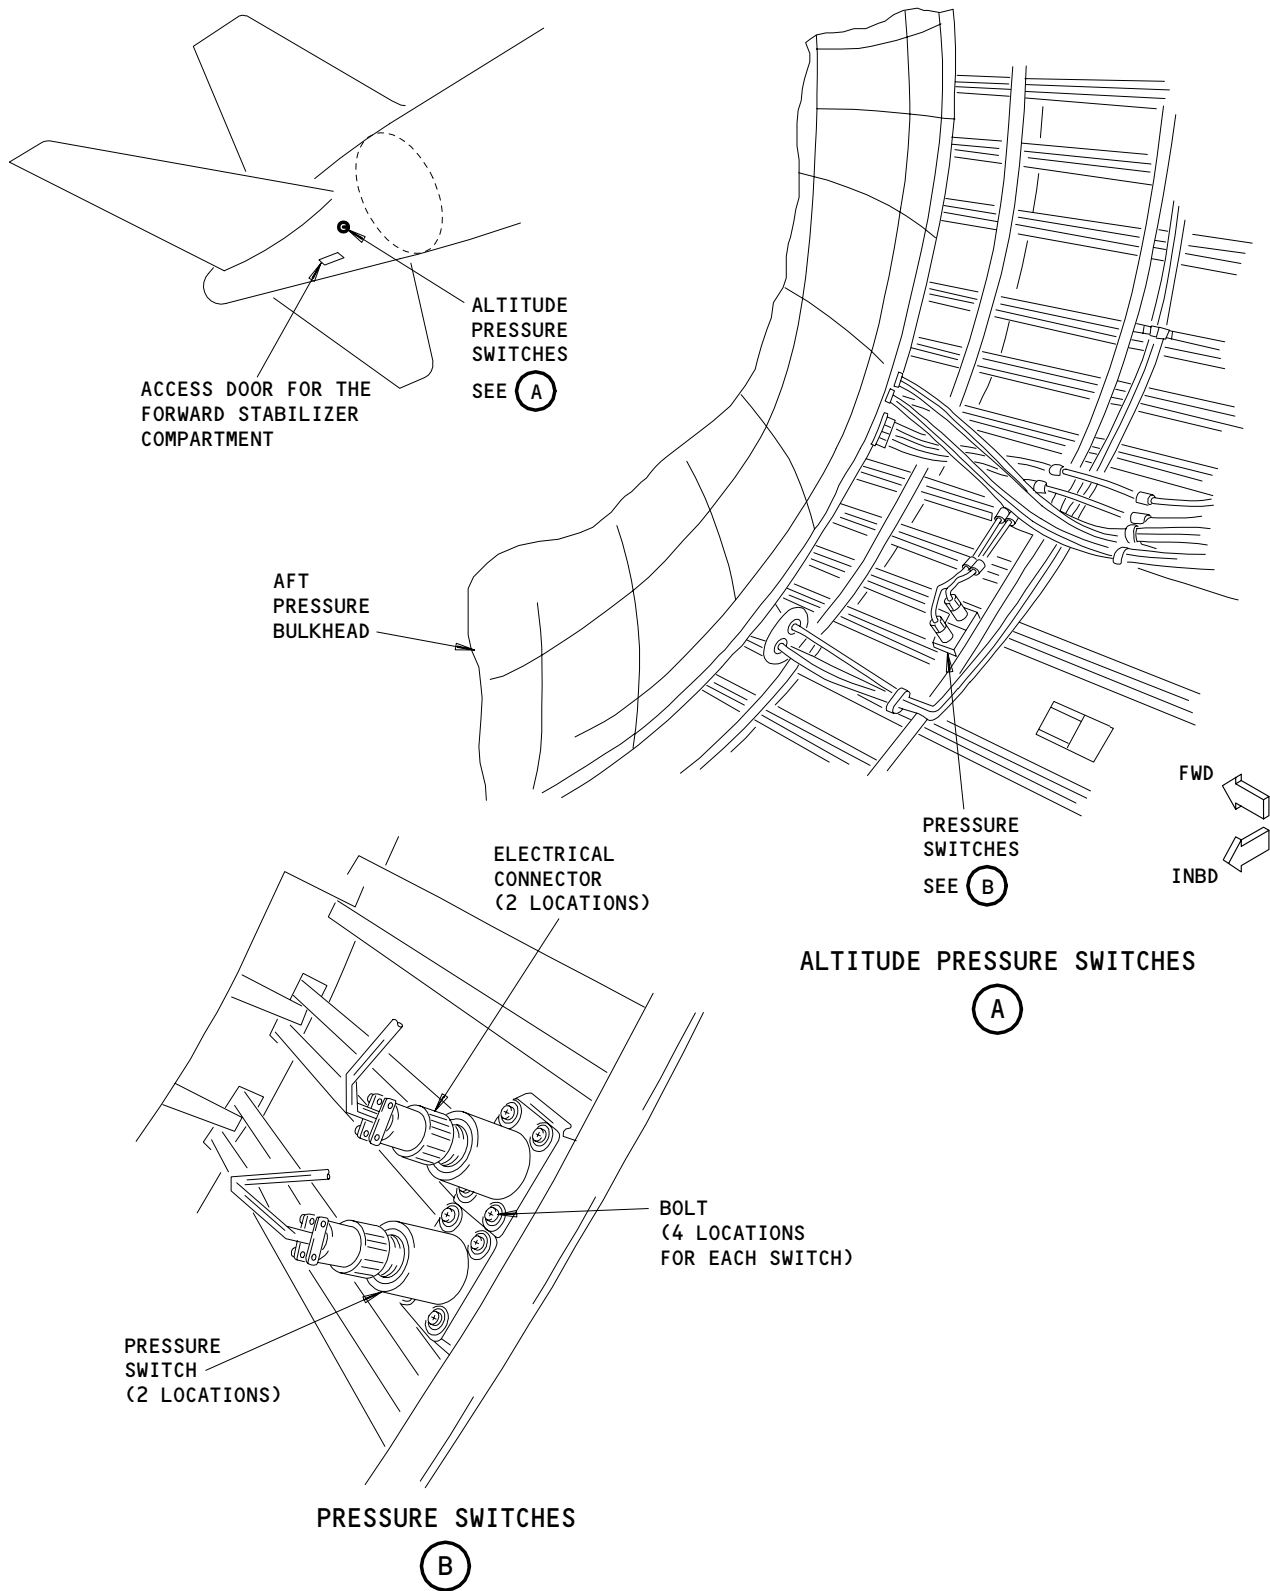 ALTITUDE
PRESSURE
SWITCHES
SEE A
ACCESS DOOR FOR THE
FORWARD STABILIZER
COMPARTMENT
AFT
PRESSURE
BULKHEAD
FWD
INBD
PRESSURE
SWITCHES
SEE B
ALTITUDE PRESSURE SWITCHES
A
ELECTRICAL
CONNECTOR
(2 LOCATIONS)
BOLT
(4 LOCATIONS
FOR EACH SWITCH)
PRESSURE
SWITCH
(2 LOCATIONS)
PRESSURE SWITCHES
B